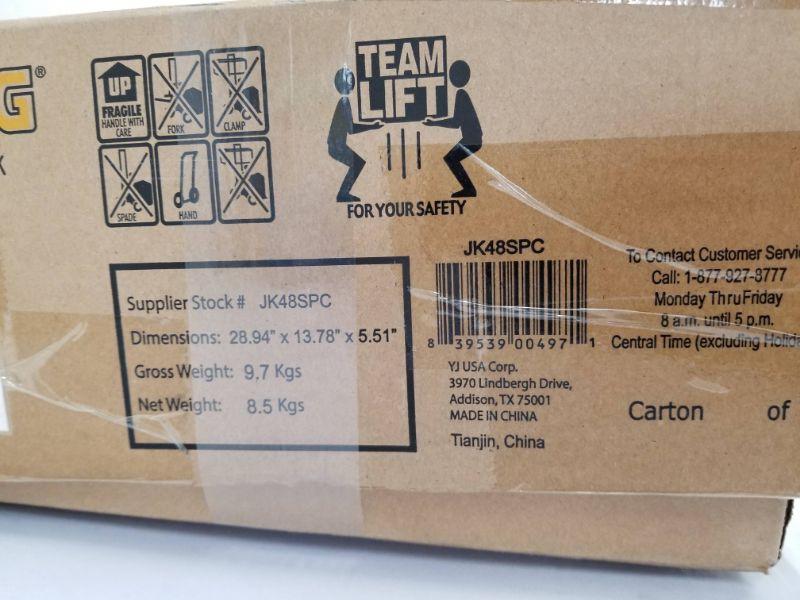 G®
K
UP
FRAGILE
HANDLE WITH
CARE
FORK
CLAMP
SPADE
HAND
TEAM
LIFT
FOR YOUR SAFETY
Supplier Stock # JK48SPC
Dimensions: 28.94" x 13.78" x 5.51"
Gross Weight: 9.7 Kgs
Net Weight: 8.5 Kgs
JK48SPC
8 39539 00497 1
YJ USA Corp.
3970 Lindbergh Drive,
Addison, TX 75001
MADE IN CHINA
Tianjin, China
To Contact Customer Servi
Call: 1-877-927-8777
Monday Thru Friday
8 a.m. until 5 p.m.
Central Time (excluding Holida
Carton of